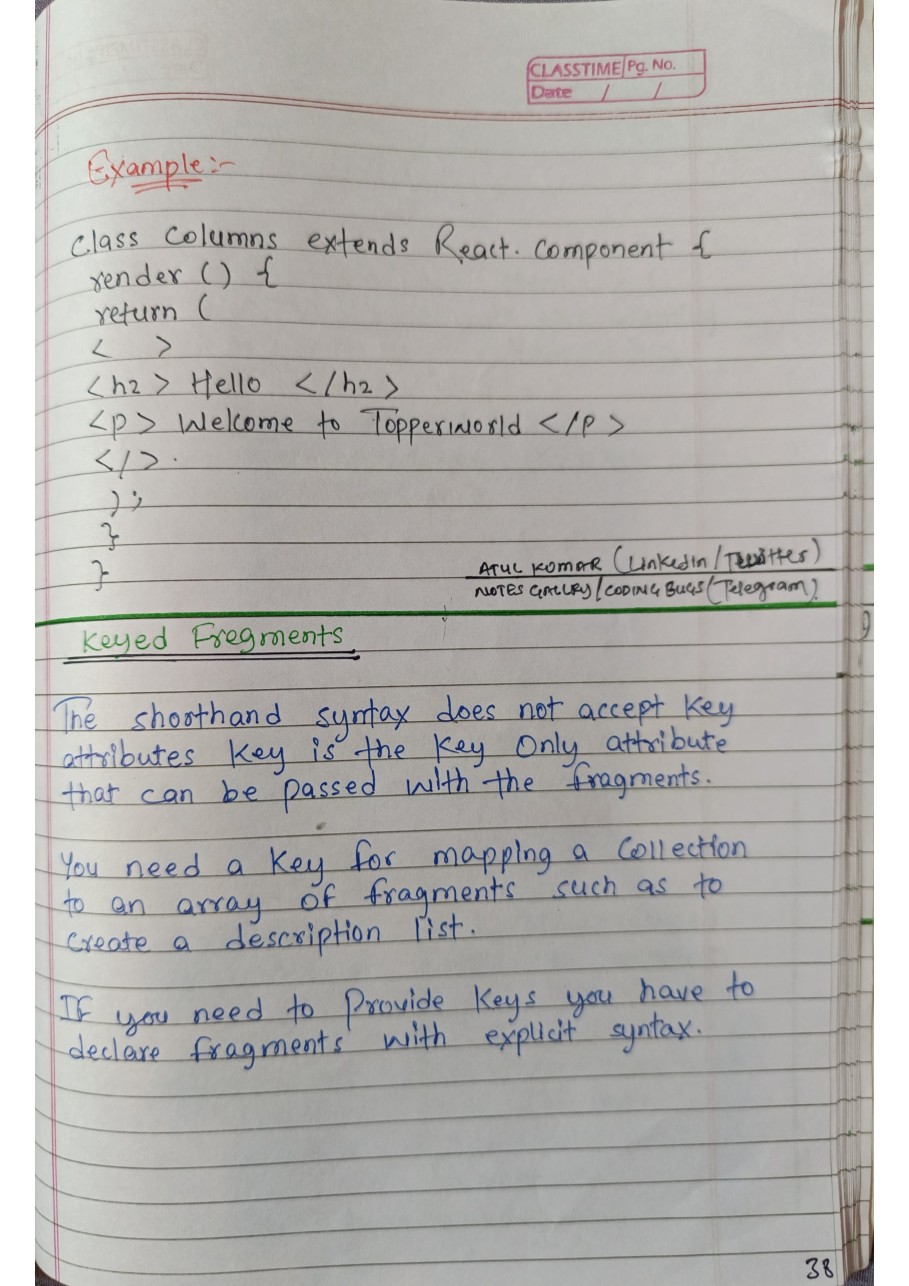 CLASSTIME Pg. No.
Date / /
Example :-
Class Columns extends React. Component {
render () {
return (
< >
<h2> Hello </h2>
<p> Welcome to Topperworld </p>
</>.
);
}
}
ATUL KUMAR (LinkedIn / Twitter)
NOTES GALLRY / CODING BUGS (Telegram)
Keyed Fregments
The shorthand syntax does not accept key
attributes key is the key Only attribute
that can be passed with the fragments.
You need a key for mapping a Collection
to an array of fragments such as to
create a description list.
If you need to Provide keys you have to
declare fragments with explicit syntax.
38